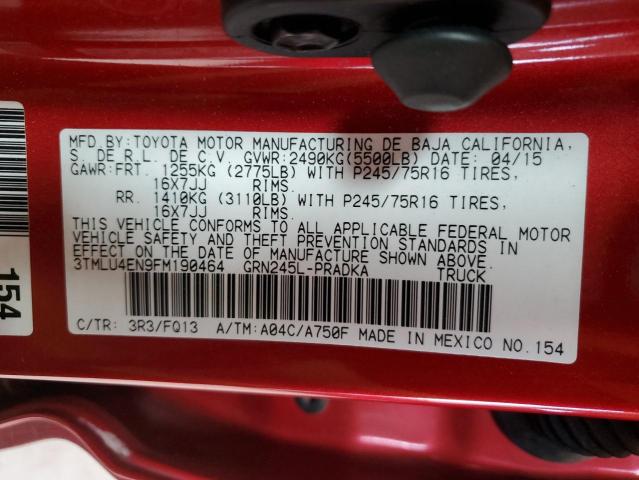 MFD.BY:TOYOTA MOTOR MANUFACTURING DE BAJA CALIFORNIA,
S. DE R.L. DE C.V. GVWR:2490KG(5500LB) DATE: 04/15
GAWR:FRT. 1255KG (2775LB) WITH P245/75R16 TIRES,
16X7JJ RIMS.
RR. 1410KG (3110LB) WITH P245/75R16 TIRES,
16X7JJ RIMS.
THIS VEHICLE CONFORMS TO ALL APPLICABLE FEDERAL MOTOR
VEHICLE SAFETY AND THEFT PREVENTION STANDARDS IN
EFFECT ON THE DATE OF MANUFACTURE SHOWN ABOVE.
3TMLU4EN9FM190464 GRN245L-PRADKA TRUCK
C/TR: 3R3/FQ13 A/TM:A04C/A750F MADE IN MEXICO NO.154
154